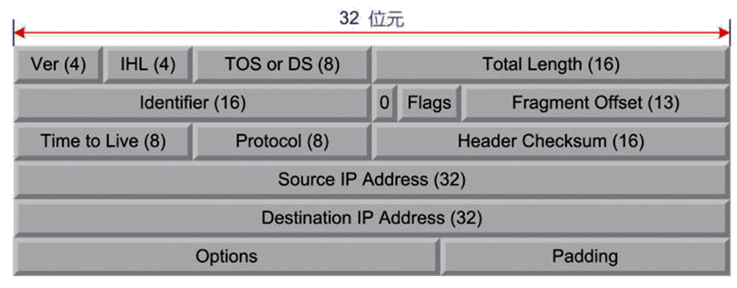 32 位元
Ver (4) IHL (4) TOS or DS (8) Total Length (16)
Identifier (16) 0 Flags Fragment Offset (13)
Time to Live (8) Protocol (8) Header Checksum (16)
Source IP Address (32)
Destination IP Address (32)
Options Padding